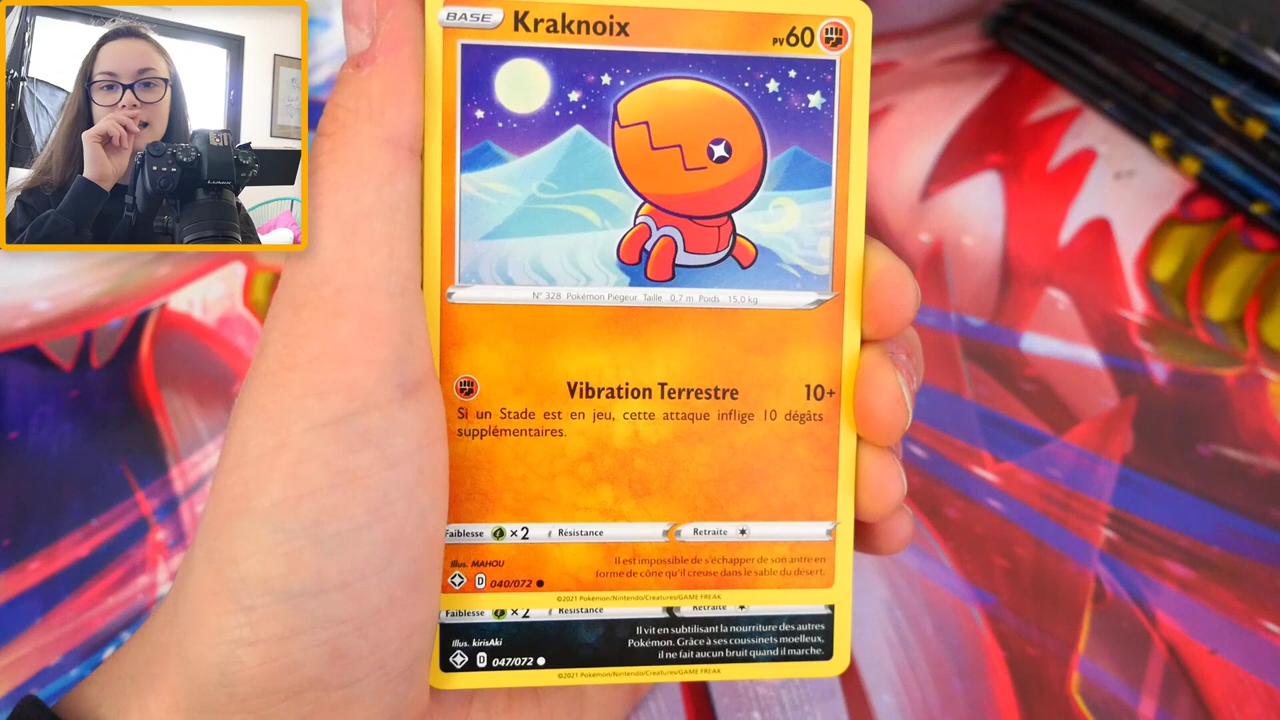 BASE
Kraknoix
PV60
N° 328 Pokémon Piégeur Taille 0,7 m Poids 15,0 kg
Vibration Terrestre 10+
Si un Stade est en jeu, cette attaque inflige 10 dégâts
supplémentaires.
Faiblesse ×2 Résistance Retraite
Illus. MAHOU
Il est impossible de s'échapper de son antre en
forme de cône qu'il creuse dans le sable du désert.
D 040/072
©2021 Pokémon/Nintendo/Creatures/GAME FREAK
Faiblesse ×2 Résistance Retraite
Illus. kirisAki
Il vit en subtilisant la nourriture des autres
Pokémon. Grâce à ses coussinets moelleux,
il ne fait aucun bruit quand il marche.
D 047/072
©2021 Pokémon/Nintendo/Creatures/GAME FREAK
LUMIX